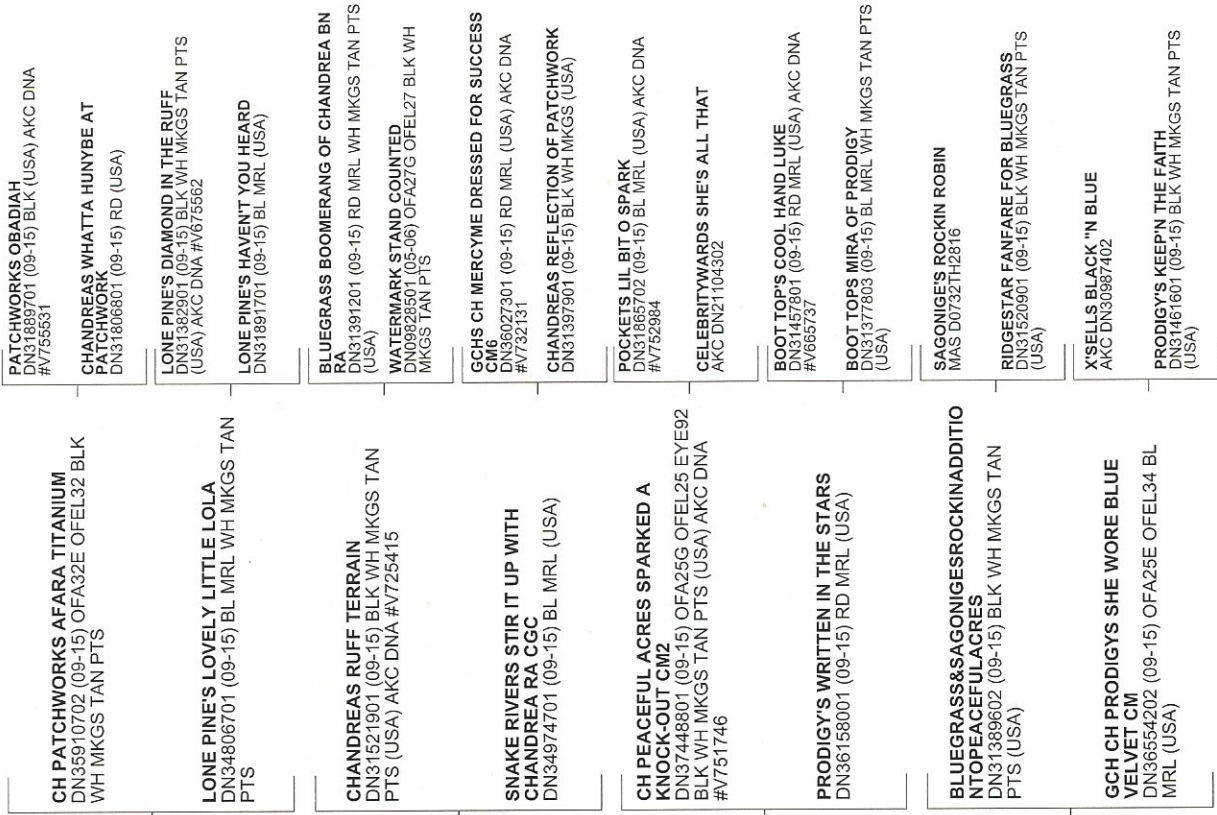 CH PATCHWORKS AFARA TITANIUM
DN35910702 (09-15) OFA32E OFEL32 BLK
WH MKGS TAN PTS
LONE PINE'S LOVELY LITTLE LOLA
DN34806701 (09-15) BL MRL WH MKGS TAN
PTS
CHANDREAS RUFF TERRAIN
DN31521901 (09-15) BLK WH MKGS TAN
PTS (USA) AKC DNA #V725415
SNAKE RIVERS STIR IT UP WITH
CHANDREA RA CGC
DN34974701 (09-15) BL MRL (USA)
CH PEACEFUL ACRES SPARKED A
KNOCK-OUT CM2
DN37448801 (09-15) OFA25G OFEL25 EYE92
BLK WH MKGS TAN PTS (USA) AKC DNA
#V751746
PRODIGY'S WRITTEN IN THE STARS
DN36158001 (09-15) RD MRL (USA)
BLUEGRASS&SAGONIGESROCKINADDITIO
NTOPEACEFULACRES
DN31389602 (09-15) BLK WH MKGS TAN
PTS (USA)
GCH CH PRODIGYS SHE WORE BLUE
VELVET CM
DN36554202 (09-15) OFA25E OFEL34 BL
MRL (USA)
PATCHWORKS OBADIAH
DN31889701 (09-15) BLK (USA) AKC DNA
#V755531
CHANDREAS WHATTA HUNYBE AT
PATCHWORK
DN31806801 (09-15) RD (USA)
LONE PINE'S DIAMOND IN THE RUFF
DN31382901 (09-15) BLK WH MKGS TAN PTS
(USA) AKC DNA #V675562
LONE PINE'S HAVEN'T YOU HEARD
DN31891701 (09-15) BL MRL (USA)
BLUEGRASS BOOMERANG OF CHANDREA BN
RA
DN31391201 (09-15) RD MRL WH MKGS TAN PTS
(USA)
WATERMARK STAND COUNTED
DN09828501 (05-06) OFA27G OFEL27 BLK WH
MKGS TAN PTS
GCHS CH MERCYME DRESSED FOR SUCCESS
CM6
DN36027301 (09-15) RD MRL (USA) AKC DNA
#V732131
CHANDREAS REFLECTION OF PATCHWORK
DN31397901 (09-15) BLK WH MKGS (USA)
POCKETS LIL BIT O SPARK
DN31865702 (09-15) BL MRL (USA) AKC DNA
#V752984
CELEBRITYWARDS SHE'S ALL THAT
AKC DN21104302
BOOT TOP'S COOL HAND LUKE
DN31457801 (09-15) RD MRL (USA) AKC DNA
#V665737
BOOT TOPS MIRA OF PRODIGY
DN31377803 (09-15) BL MRL WH MKGS TAN PTS
(USA)
SAGONIGE'S ROCKIN ROBIN
MAS D0732TH2816
RIDGESTAR FANFARE FOR BLUEGRASS
DN31520901 (09-15) BLK WH MKGS TAN PTS
(USA)
XSELLS BLACK "N BLUE
AKC DN30987402
PRODIGY'S KEEP'N THE FAITH
DN31461601 (09-15) BLK WH MKGS TAN PTS
(USA)